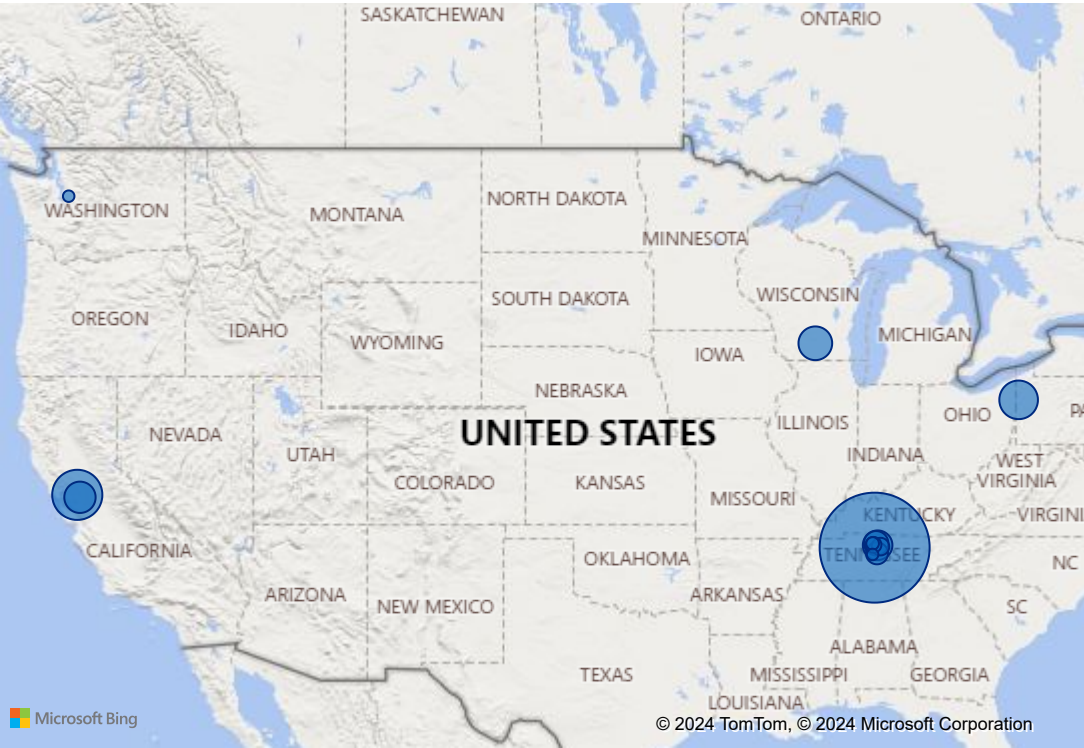 SASKATCHEWAN
ONTARIO
WASHINGTON
MONTANA
NORTH DAKOTA
MINNESOTA
OREGON
IDAHO
WYOMING
SOUTH DAKOTA
WISCONSIN
MICHIGAN
IOWA
NEBRASKA
NEVADA
UTAH
UNITED STATES
ILLINOIS
OHIO
PA
COLORADO
KANSAS
MISSOURI
INDIANA
WEST
VIRGINIA
KENTUCKY
VIRGINI
CALIFORNIA
ARIZONA
NEW MEXICO
OKLAHOMA
ARKANSAS
TENNESSEE
NC
SC
TEXAS
LOUISIANA
MISSISSIPPI
ALABAMA
GEORGIA
Microsoft Bing
© 2024 TomTom, © 2024 Microsoft Corporation